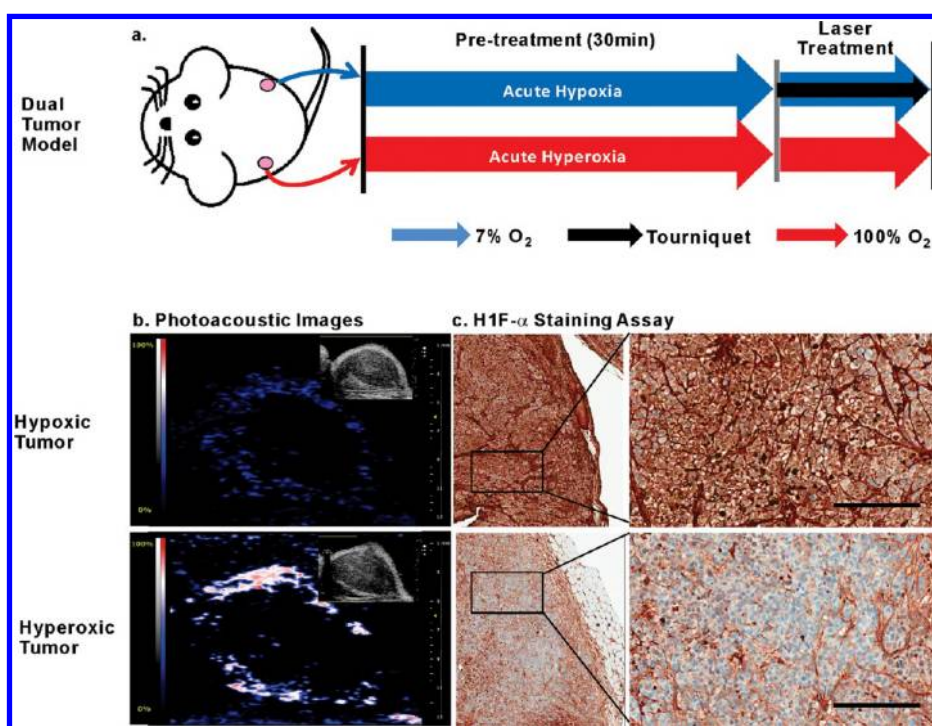 a.
Dual
Tumor
Model
Pre-treatment (30min)
Laser
Treatment
Acute Hypoxia
Acute Hyperoxia
7% O₂
Tourniquet
100% O₂
b. Photoacoustic Images
c. H1F-α Staining Assay
Hypoxic
Tumor
100%
0%
Hyperoxic
Tumor
100%
0%